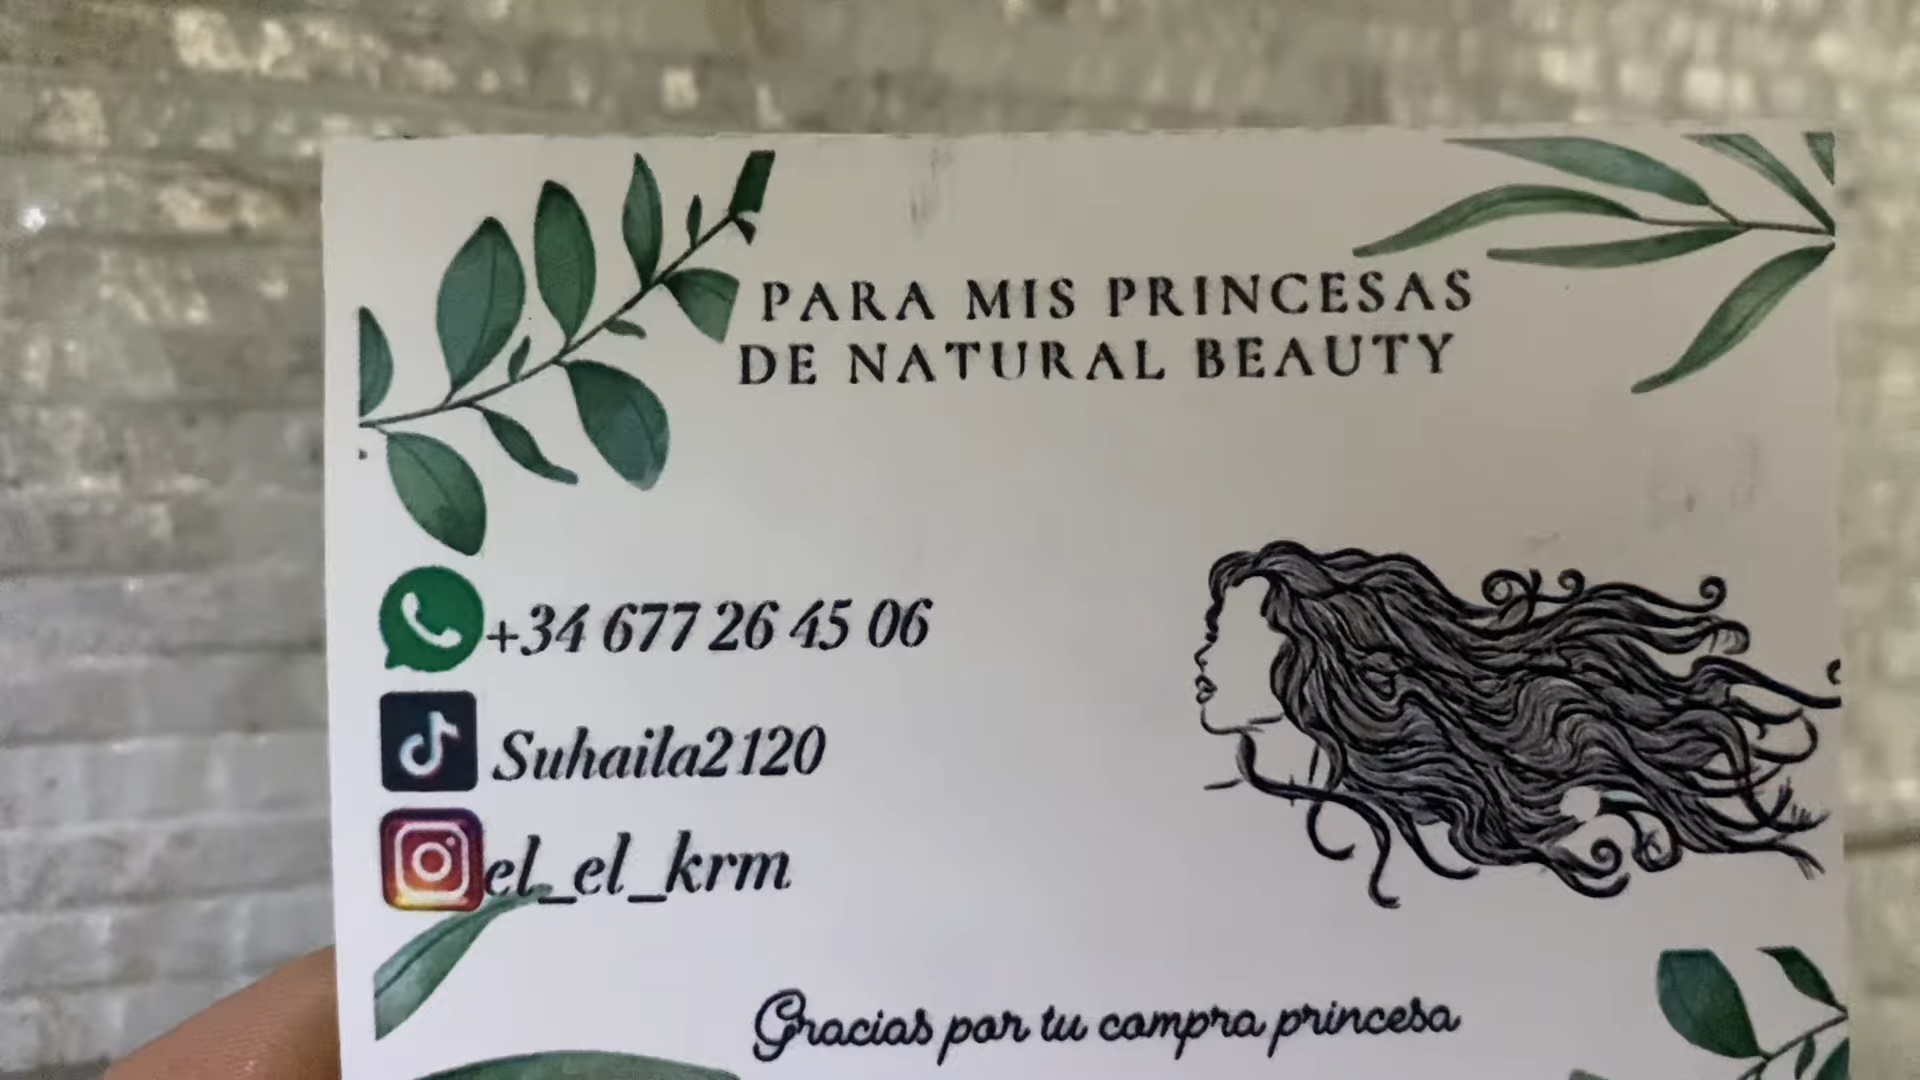 PARA MIS PRINCESAS
DE NATURAL BEAUTY
+34 677 26 45 06
Suhaila2120
el_el_krm
Gracias por tu compra princesa